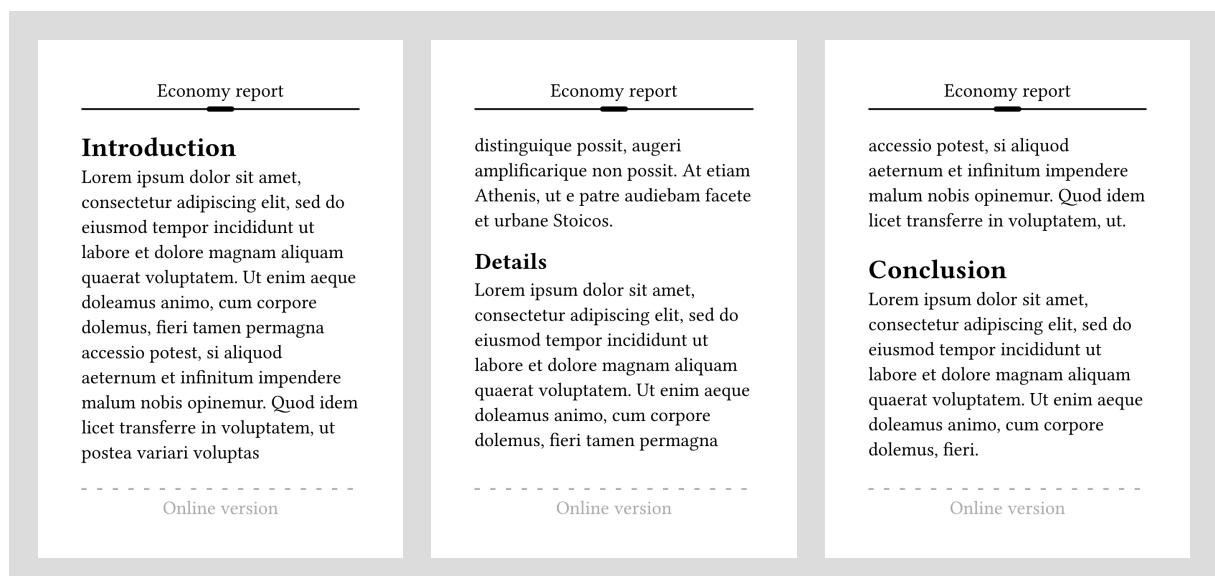 Economy report
Introduction
Lorem ipsum dolor sit amet,
consectetur adipiscing elit, sed do
eiusmod tempor incididunt ut
labore et dolore magnam aliquam
quaerat voluptatem. Ut enim aeque
doleamus animo, cum corpore
dolemus, fieri tamen permagna
accessio potest, si aliquod
aeternum et infinitum impendere
malum nobis opinemur. Quod idem
licet transferre in voluptatem, ut
postea variari voluptas
Online version
Economy report
distinguique possit, augeri
amplificarique non possit. At etiam
Athenis, ut e patre audiebam facete
et urbane Stoicos.
Details
Lorem ipsum dolor sit amet,
consectetur adipiscing elit, sed do
eiusmod tempor incididunt ut
labore et dolore magnam aliquam
quaerat voluptatem. Ut enim aeque
doleamus animo, cum corpore
dolemus, fieri tamen permagna
Online version
Economy report
accessio potest, si aliquod
aeternum et infinitum impendere
malum nobis opinemur. Quod idem
licet transferre in voluptatem, ut.
Conclusion
Lorem ipsum dolor sit amet,
consectetur adipiscing elit, sed do
eiusmod tempor incididunt ut
labore et dolore magnam aliquam
quaerat voluptatem. Ut enim aeque
doleamus animo, cum corpore
dolemus, fieri.
Online version